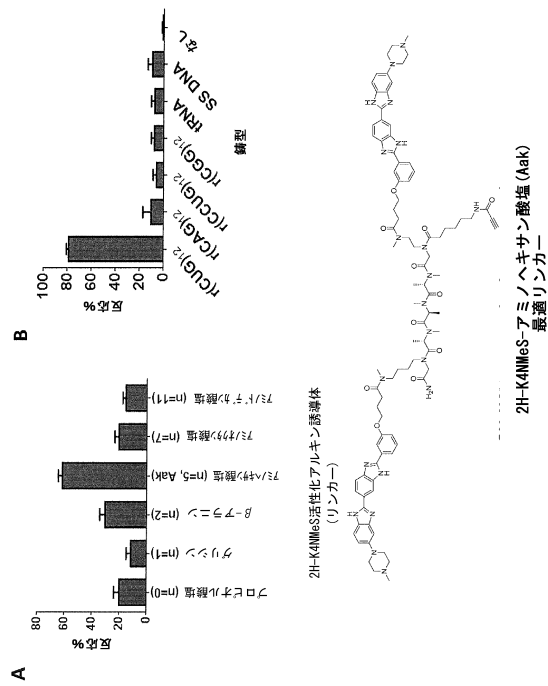 A
反応%
80
60
40
20
0
プロピオル酸塩 (n=0)
グリシン (n=1)
β-アラニン (n=2)
アミノヘキサン酸塩 (n=5, Aak)
アミノオクタン酸塩 (n=7)
アミノドデカン酸塩 (n=11)
2H-K4NMeS活性化アルキン誘導体
(リンカー)
B
反応%
100
80
60
40
20
0
r(CUG)12
r(CAG)12
r(CCUG)12
r(CGG)12
tRNA
SS DNA
なし
鋳型
2H-K4NMeS-アミノヘキサン酸塩(Aak)
最適リンカー
N
N
N
N
H
N
N
H
O
O
N
H2N
O
N
O
N
O
N
O
N
O
N
O
N
O
NH
O
N
O
O
N
N
H
N
N
H
N
N